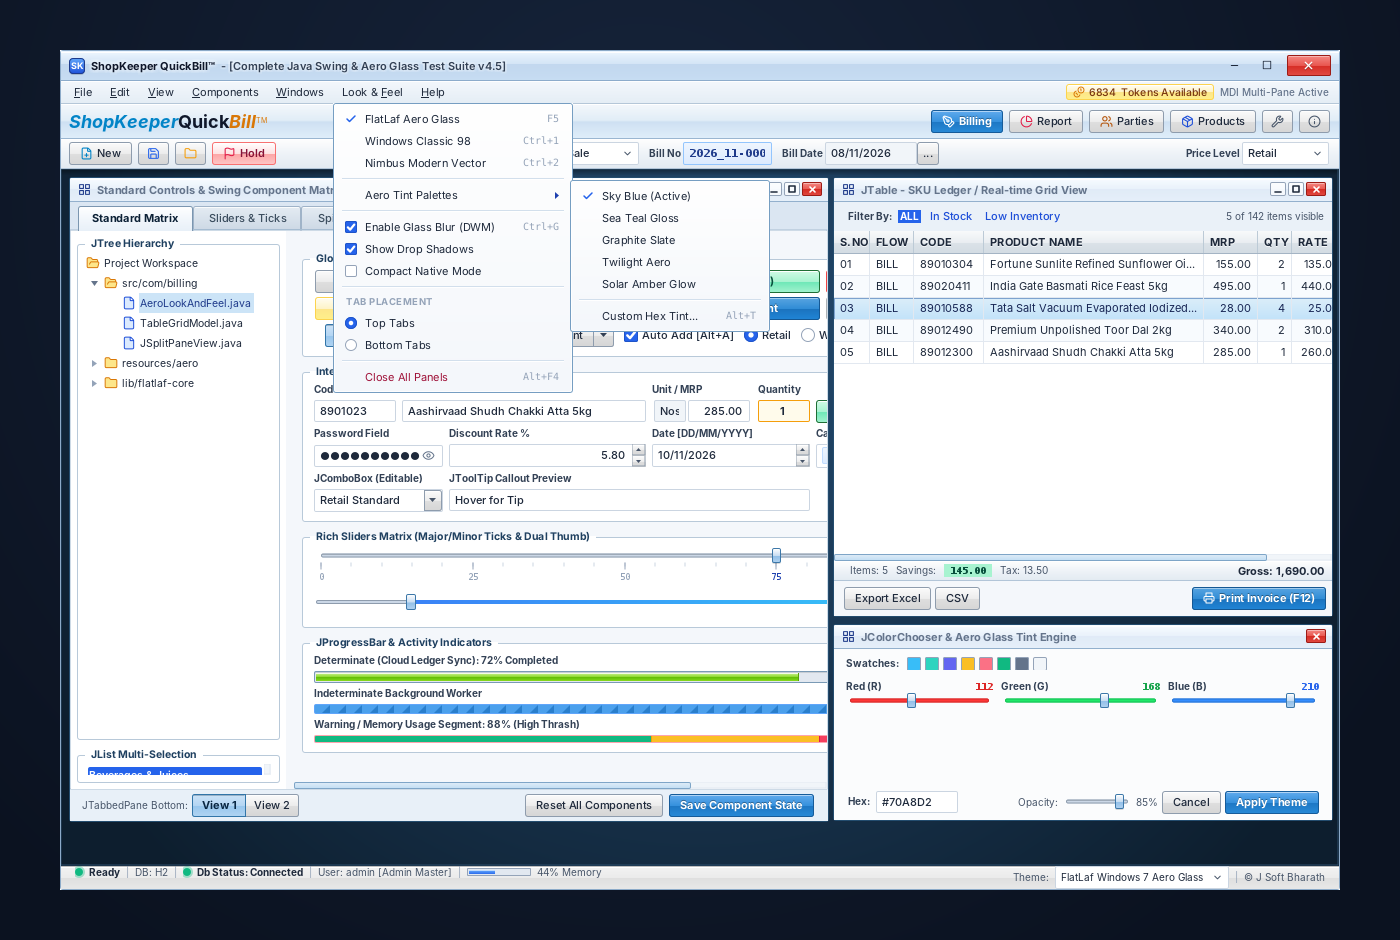 SK ShopKeeper QuickBill™ - [Complete Java Swing & Aero Glass Test Suite v4.5]
File Edit View Components Windows Look & Feel Help
6834 Tokens Available MDI Multi-Pane Active
ShopKeeperQuickBill™
Billing Report Parties Products
New Hold
Bill No 2026_11-000 Bill Date 08/11/2026 ... Price Level Retail
FlatLaf Aero Glass F5
Windows Classic 98 Ctrl+1
Nimbus Modern Vector Ctrl+2
Aero Tint Palettes
Enable Glass Blur (DWM) Ctrl+G
Show Drop Shadows
Compact Native Mode
TAB PLACEMENT
Top Tabs
Bottom Tabs
Close All Panels Alt+F4
Sky Blue (Active)
Sea Teal Gloss
Graphite Slate
Twilight Aero
Solar Amber Glow
Custom Hex Tint... Alt+T
Standard Controls & Swing Component
Standard Matrix Sliders & Ticks
JTree Hierarchy
Project Workspace
src/com/billing
AeroLookAndFeel.java
TableGridModel.java
JSplitPaneView.java
resources/aero
lib/flatlaf-core
JList Multi-Selection
Beverages & Juices
Auto Add [Alt+A] Retail
Unit / MRP Quantity
8901023 Aashirvaad Shudh Chakki Atta 5kg Nos 285.00 1
Password Field Discount Rate % Date [DD/MM/YYYY]
●●●●●●●●●● 5.80 10/11/2026
JComboBox (Editable) JToolTip Callout Preview
Retail Standard Hover for Tip
Rich Sliders Matrix (Major/Minor Ticks & Dual Thumb)
0 25 50 75
JProgressBar & Activity Indicators
Determinate (Cloud Ledger Sync): 72% Completed
Indeterminate Background Worker
Warning / Memory Usage Segment: 88% (High Thrash)
JTabbedPane Bottom: View 1 View 2 Reset All Components Save Component State
JTable - SKU Ledger / Real-time Grid View
Filter By: ALL In Stock Low Inventory 5 of 142 items visible
S.NO FLOW CODE PRODUCT NAME MRP QTY RATE
01 BILL 89010304 Fortune Sunlite Refined Sunflower Oi... 155.00 2 135.0
02 BILL 89020411 India Gate Basmati Rice Feast 5kg 495.00 1 440.0
03 BILL 89010588 Tata Salt Vacuum Evaporated Iodized... 28.00 4 25.0
04 BILL 89012490 Premium Unpolished Toor Dal 2kg 340.00 2 310.0
05 BILL 89012300 Aashirvaad Shudh Chakki Atta 5kg 285.00 1 260.0
Items: 5 Savings: 145.00 Tax: 13.50 Gross: 1,690.00
Export Excel CSV Print Invoice (F12)
JColorChooser & Aero Glass Tint Engine
Swatches:
Red (R) 112 Green (G) 168 Blue (B) 210
Hex: #70A8D2 Opacity: 85% Cancel Apply Theme
Ready DB: H2 Db Status: Connected User: admin [Admin Master] 44% Memory
Theme: FlatLaf Windows 7 Aero Glass © J Soft Bharath